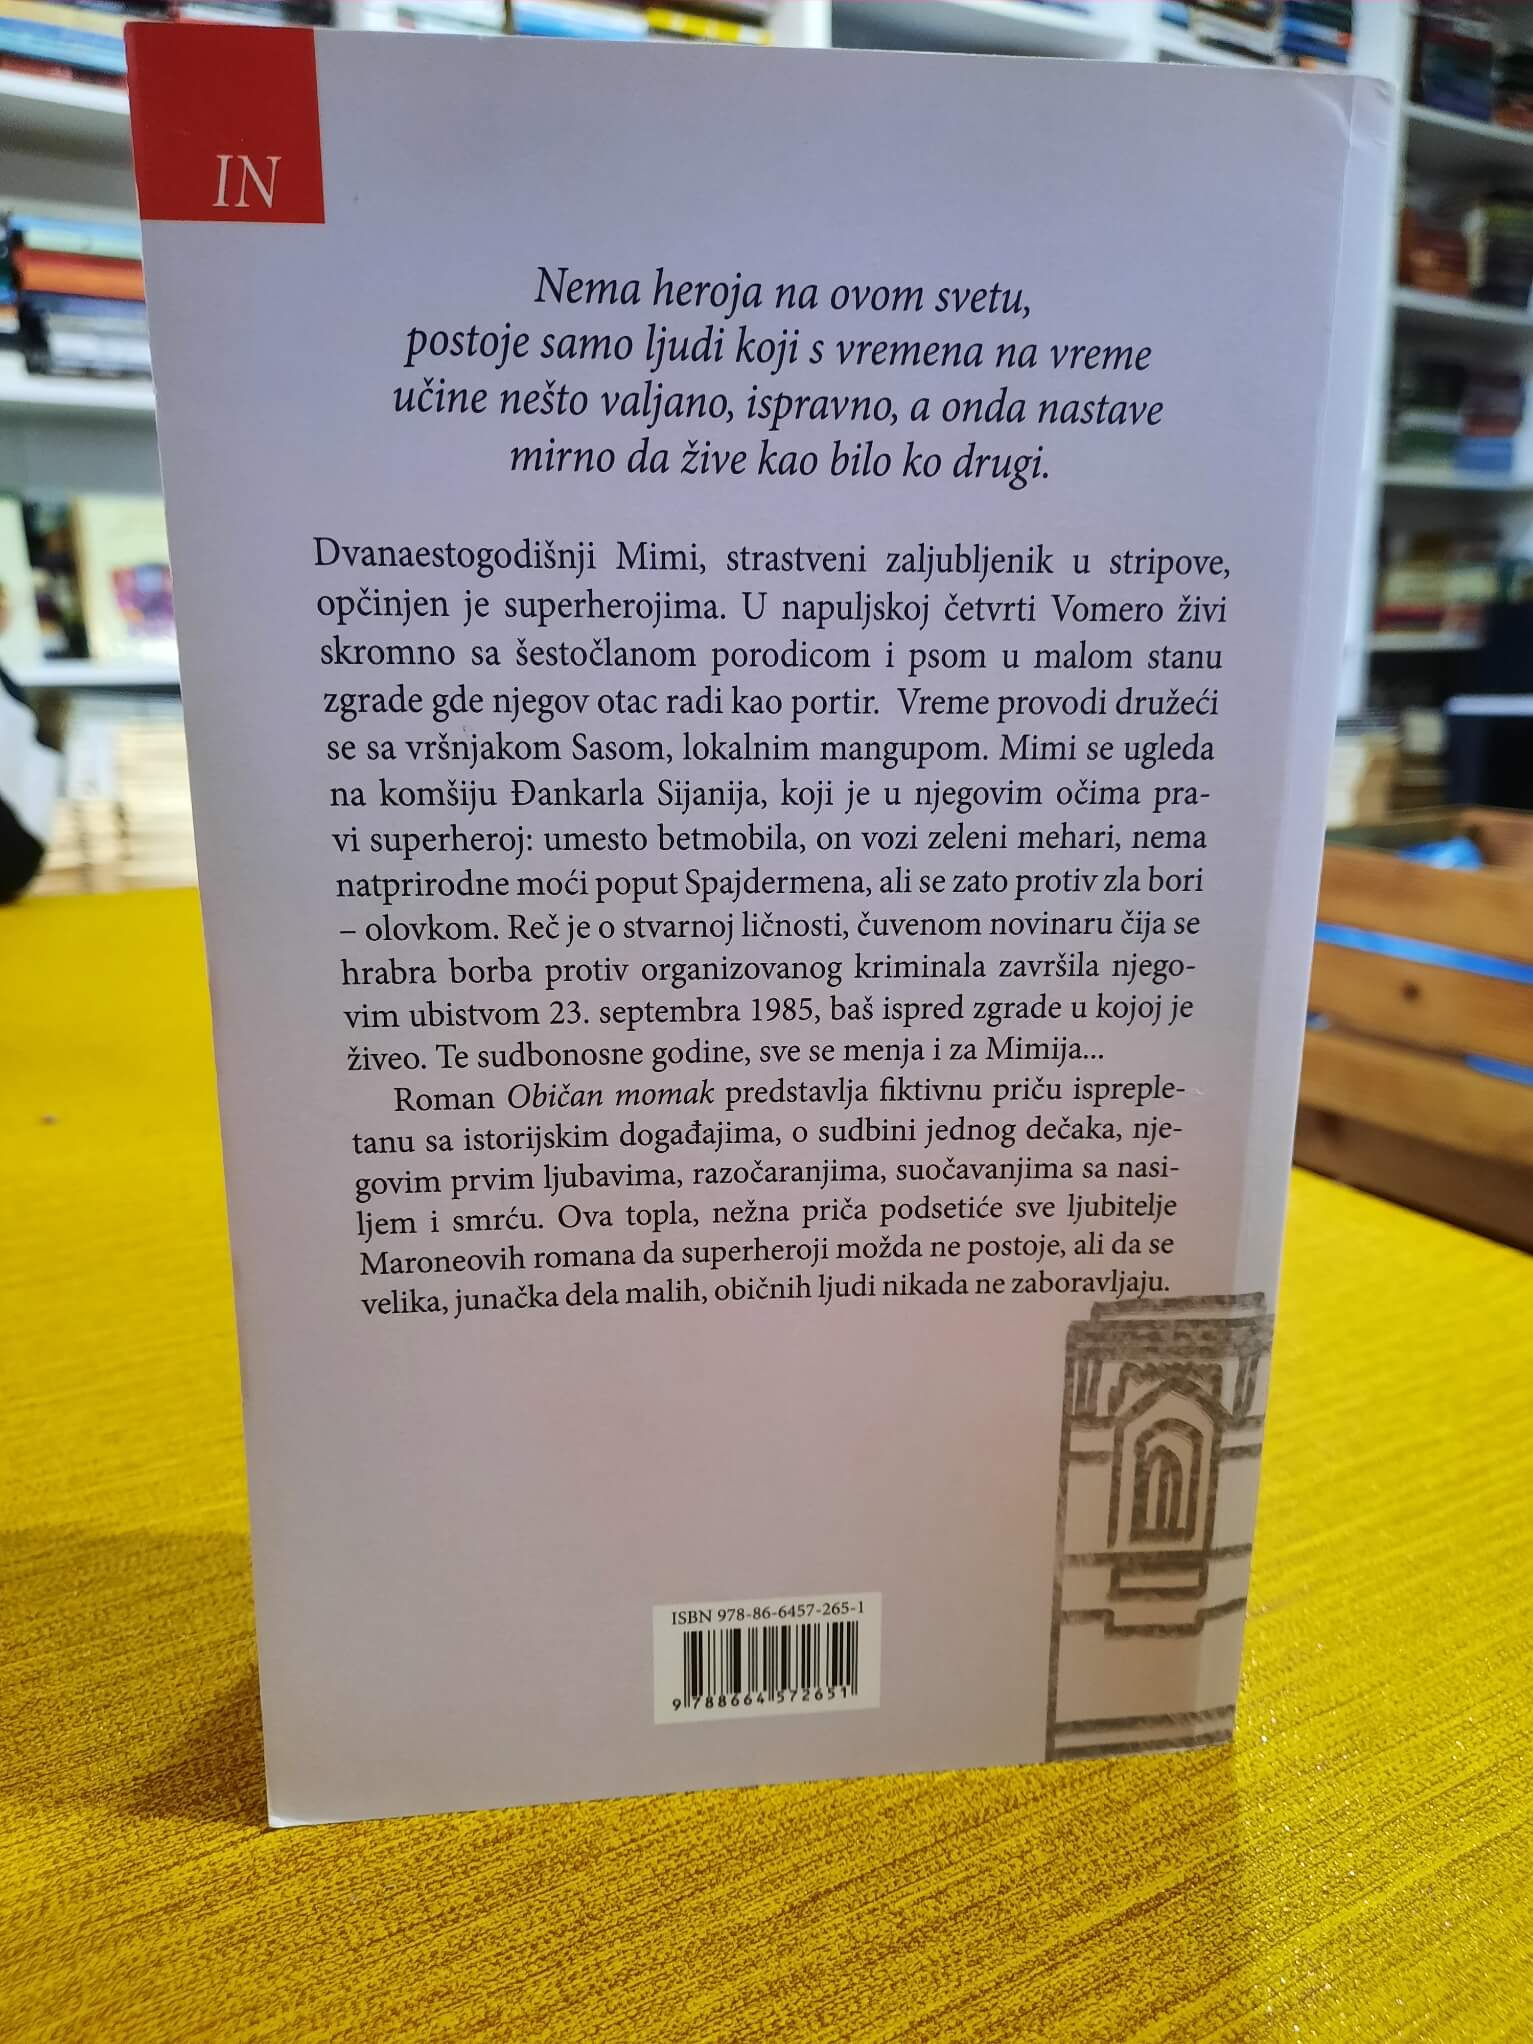 IN
Nema heroja na ovom svetu,
postoje samo ljudi koji s vremena na vreme
učine nešto valjano, ispravno, a onda nastave
mirno da žive kao bilo ko drugi.
Dvanaestogodišnji Mimi, strastveni zaljubljenik u stripove,
opčinjen je superherojima. U napuljskoj četvrti Vomero živi
skromno sa šestočlanom porodicom i psom u malom stanu
zgrade gde njegov otac radi kao portir. Vreme provodi družeći
se sa vršnjakom Sasom, lokalnim mangupom. Mimi se ugleda
na komšiju Đankarla Sijanija, koji je u njegovim očima pra-
vi superheroj: umesto betmobila, on vozi zeleni mehari, nema
natprirodne moći poput Spajdermena, ali se zato protiv zla bori
– olovkom. Reč je o stvarnoj ličnosti, čuvenom novinaru čija se
hrabra borba protiv organizovanog kriminala završila njego-
vim ubistvom 23. septembra 1985, baš ispred zgrade u kojoj je
živeo. Te sudbonosne godine, sve se menja i za Mimija...
Roman Običan momak predstavlja fiktivnu priču isprepле-
tanu sa istorijskim događajima, o sudbini jednog dečaka, nje-
govim prvim ljubavima, razočaranjima, suočavanjima sa nasi-
ljem i smrću. Ova topla, nežna priča podsetiće sve ljubitelje
Maroneovih romana da superheroji možda ne postoje, ali da se
velika, junačka dela malih, običnih ljudi nikada ne zaboravljaju.
ISBN 978-86-6457-265-1
9 788664 572651